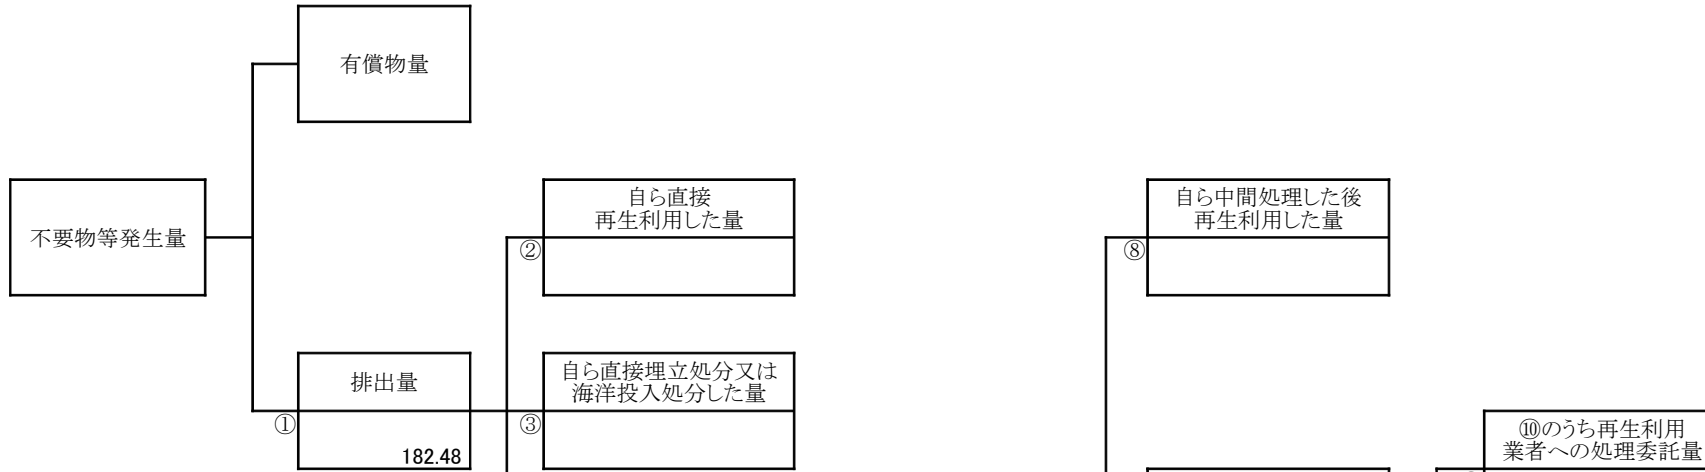 有償物量
不要物等発生量
自ら直接
再生利用した量
②
自ら中間処理した後
再生利用した量
⑧
排出量
①
182.48
自ら直接埋立処分又は
海洋投入処分した量
③
⑩のうち再生利用
業者への処理委託量